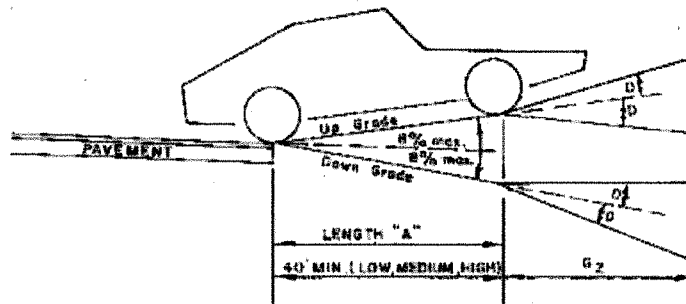 D
D
Up Grade
8% max.
PAVEMENT
8% max.
Down Grade
D
D
LENGTH "A"
40' MIN. (LOW, MEDIUM, HIGH)
G2